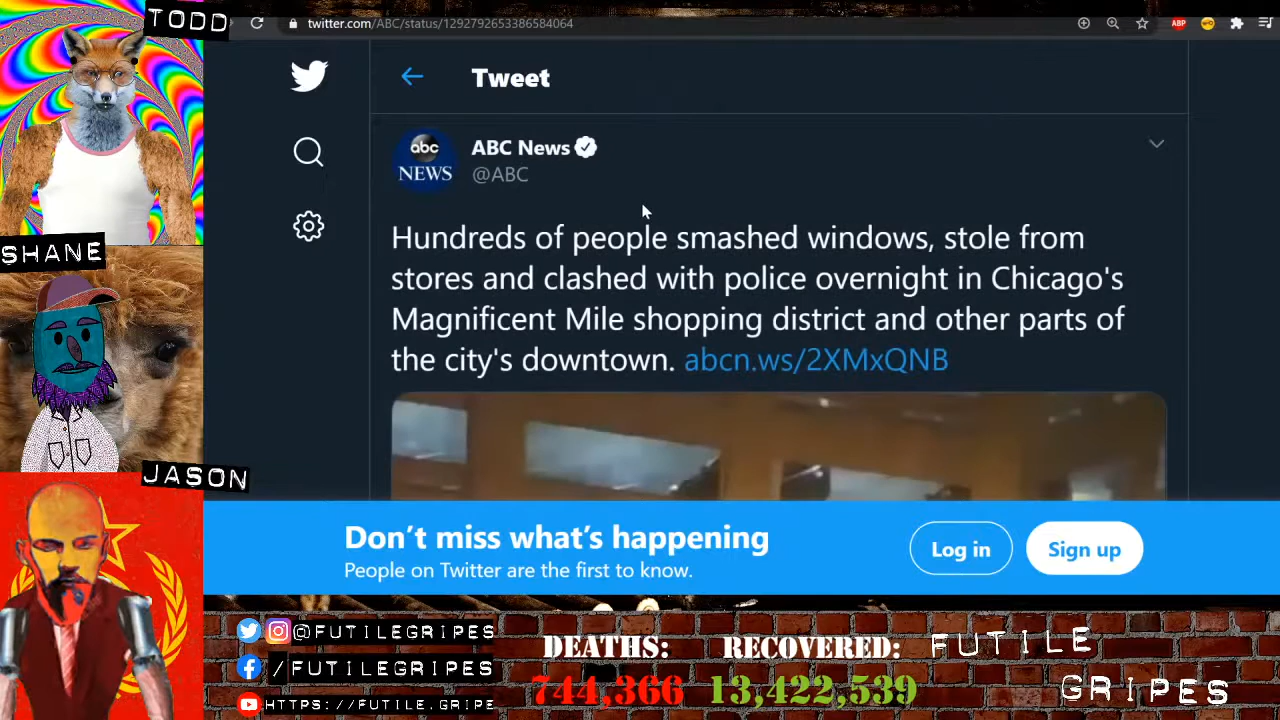 TODD
twitter.com/ABC/status/1292792653386584064
ABP
Tweet
abc
NEWS
ABC News
@ABC
Hundreds of people smashed windows, stole from
stores and clashed with police overnight in Chicago's
Magnificent Mile shopping district and other parts of
the city's downtown. abcn.ws/2XMxQNB
SHANE
JASON
Don't miss what's happening
People on Twitter are the first to know.
Log in
Sign up
@FUTILEGRIPES
/FUTILEGRIPES
HTTPS://FUTILE.GRIPE
DEATHS:
744,366
RECOVERED:
13,422,539
FUTILE
GRIPES